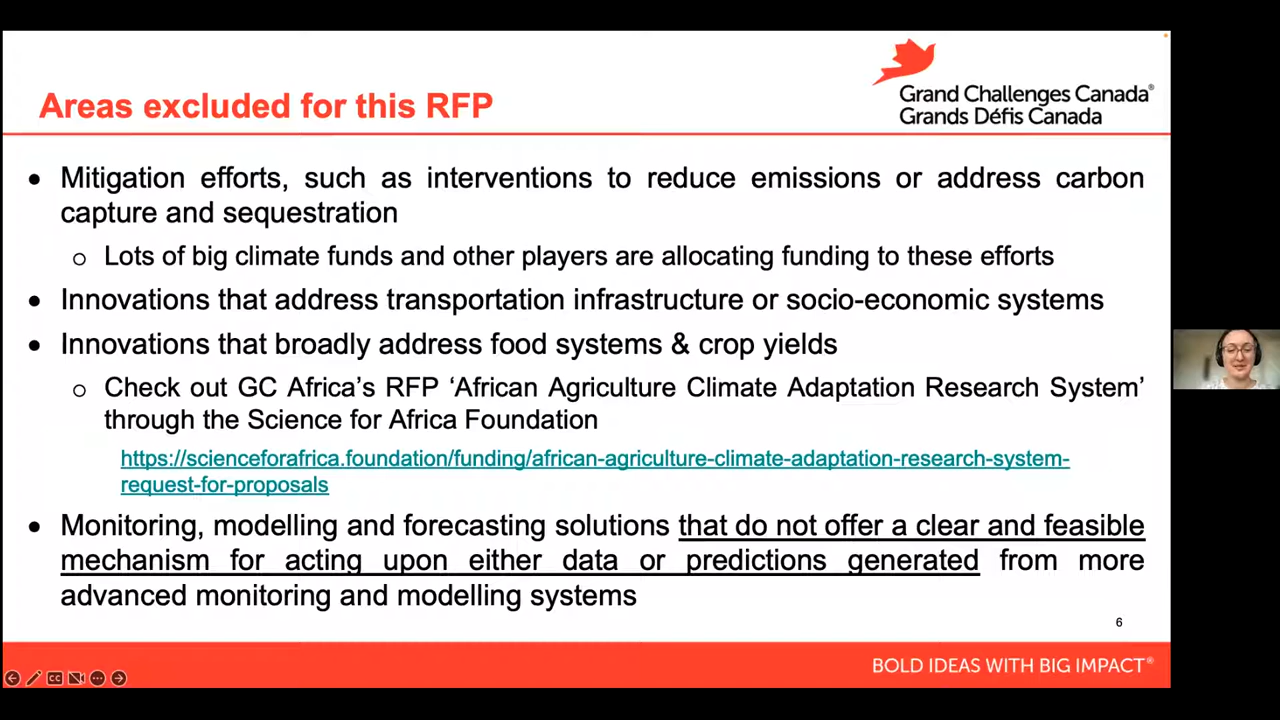 Areas excluded for this RFP
Grand Challenges Canada®
Grands Défis Canada
• Mitigation efforts, such as interventions to reduce emissions or address carbon
capture and sequestration
o Lots of big climate funds and other players are allocating funding to these efforts
• Innovations that address transportation infrastructure or socio-economic systems
• Innovations that broadly address food systems & crop yields
o Check out GC Africa’s RFP ‘African Agriculture Climate Adaptation Research System’
through the Science for Africa Foundation
https://scienceforafrica.foundation/funding/african-agriculture-climate-adaptation-research-system-
request-for-proposals
• Monitoring, modelling and forecasting solutions that do not offer a clear and feasible
mechanism for acting upon either data or predictions generated from more
advanced monitoring and modelling systems
6
BOLD IDEAS WITH BIG IMPACT®
CC